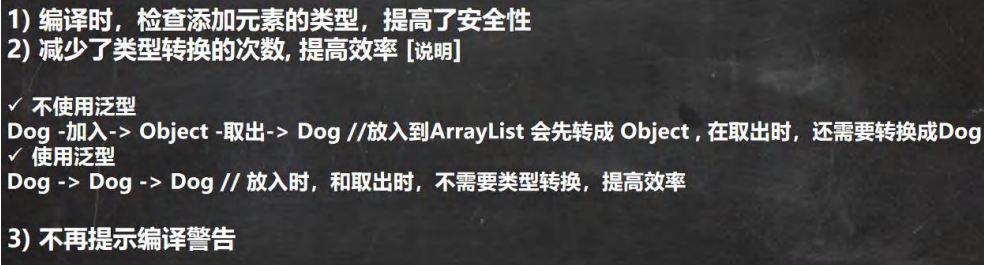 1) 编译时，检查添加元素的类型，提高了安全性
2) 减少了类型转换的次数, 提高效率 [说明]
✓ 不使用泛型
Dog -加入-> Object -取出-> Dog //放入到ArrayList 会先转成 Object , 在取出时，还需要转换成Dog
✓ 使用泛型
Dog -> Dog -> Dog // 放入时，和取出时，不需要类型转换，提高效率
3) 不再提示编译警告